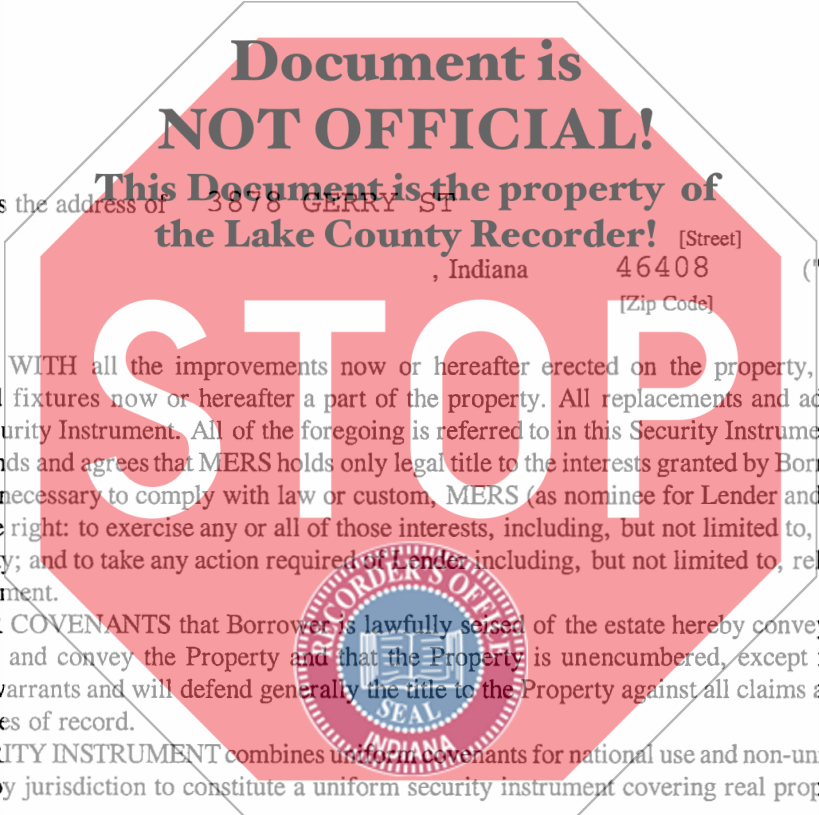 Document is
NOT OFFICIAL!
This Document is the property of
the Lake County Recorder!
s the address of 3878 GERRY ST
[Street]
, Indiana 46408 ("
[Zip Code]
STOP
WITH all the improvements now or hereafter erected on the property,
fixtures now or hereafter a part of the property. All replacements and ad
urity Instrument. All of the foregoing is referred to in this Security Instrume
nds and agrees that MERS holds only legal title to the interests granted by Borr
necessary to comply with law or custom, MERS (as nominee for Lender and
e right: to exercise any or all of those interests, including, but not limited to,
y; and to take any action required of Lender including, but not limited to, rel
ment.
COVENANTS that Borrower is lawfully seised of the estate hereby convey
and convey the Property and that the Property is unencumbered, except f
warrants and will defend generally the title to the Property against all claims a
es of record.
RITY INSTRUMENT combines uniform covenants for national use and non-uni
y jurisdiction to constitute a uniform security instrument covering real prop
RECORDER'S OFFICE
SEAL
INDIANA